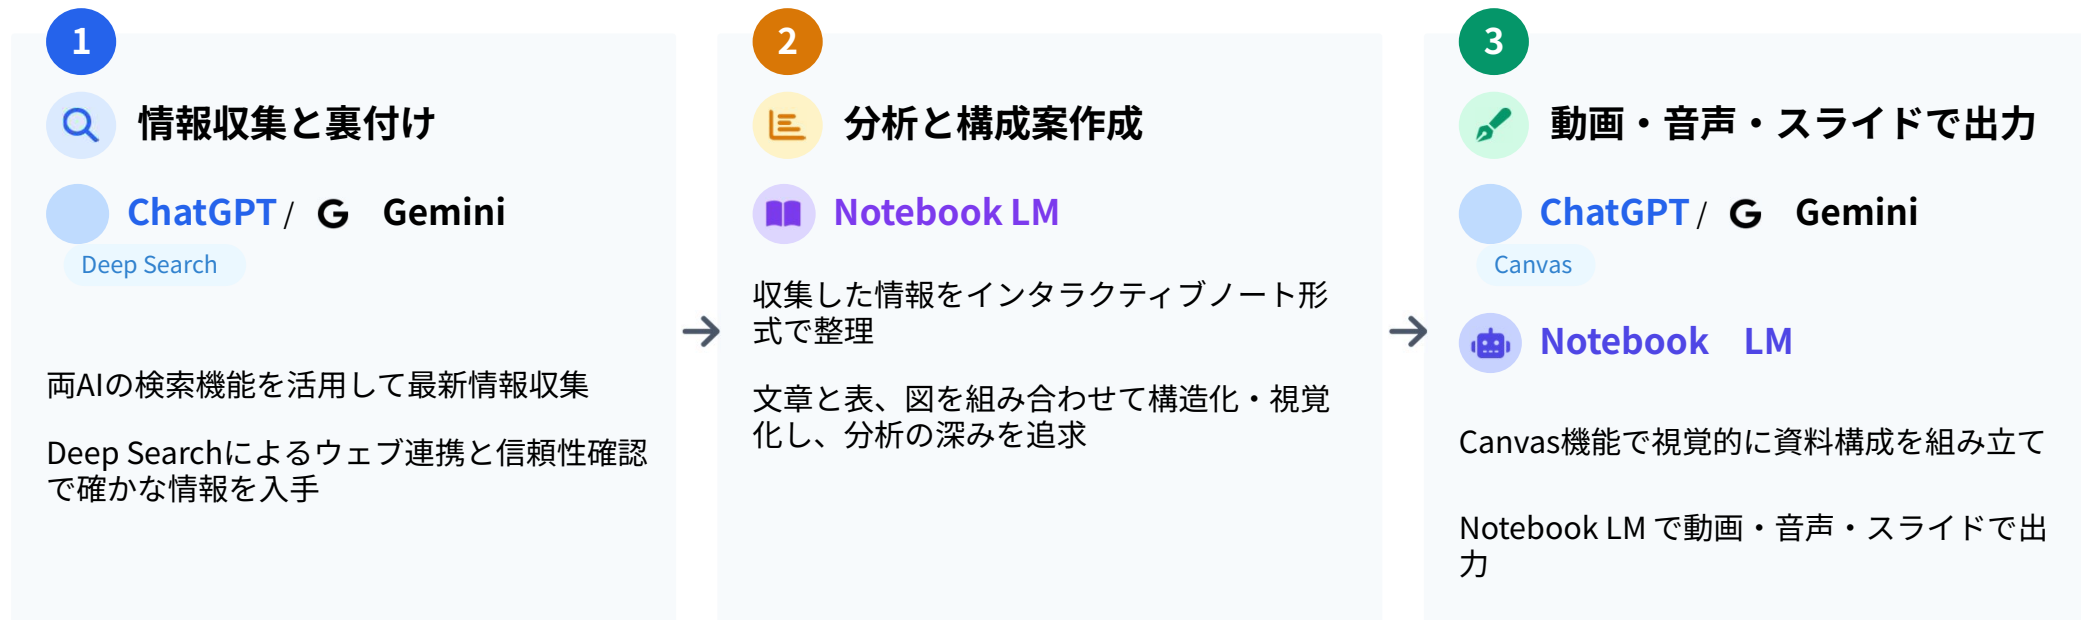 1
情報収集と裏付け
ChatGPT / G Gemini
Deep Search
両AIの検索機能を活用して最新情報収集
Deep Searchによるウェブ連携と信頼性確認
で確かな情報を入手
2
分析と構成案作成
Notebook LM
収集した情報をインタラクティブノート形
式で整理
文章と表、図を組み合わせて構造化・視覚
化し、分析の深みを追求
3
動画・音声・スライドで出力
ChatGPT / G Gemini
Canvas
Notebook　LM
Canvas機能で視覚的に資料構成を組み立て
Notebook LM で動画・音声・スライドで出
力